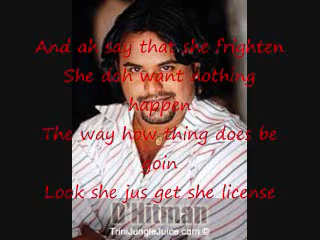 And ah say that she frighten
She doh want nothing
happen
The way how thing does be
goin
Look she jus get she license
D'Hitman
TriniJungleJuice.com ©